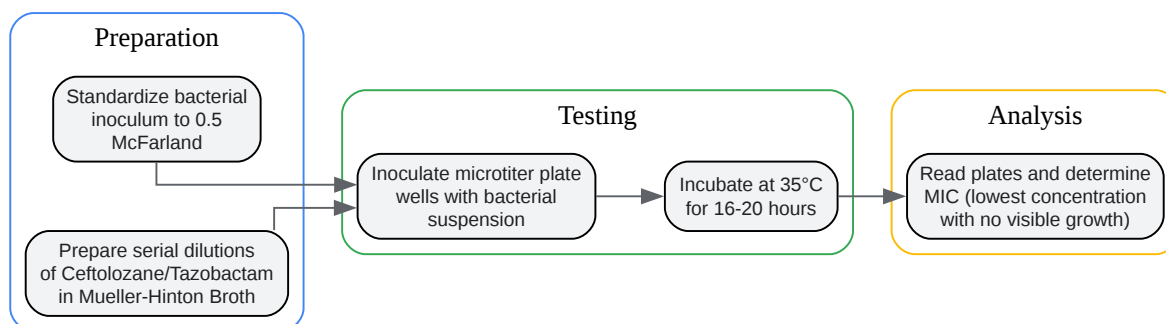 Preparation
Standardize bacterial
inoculum to 0.5
McFarland
Prepare serial dilutions
of Ceftolozane/Tazobactam
in Mueller-Hinton Broth
Testing
Inoculate microtiter plate
wells with bacterial
suspension
Incubate at 35°C
for 16-20 hours
Analysis
Read plates and determine
MIC (lowest concentration
with no visible growth)